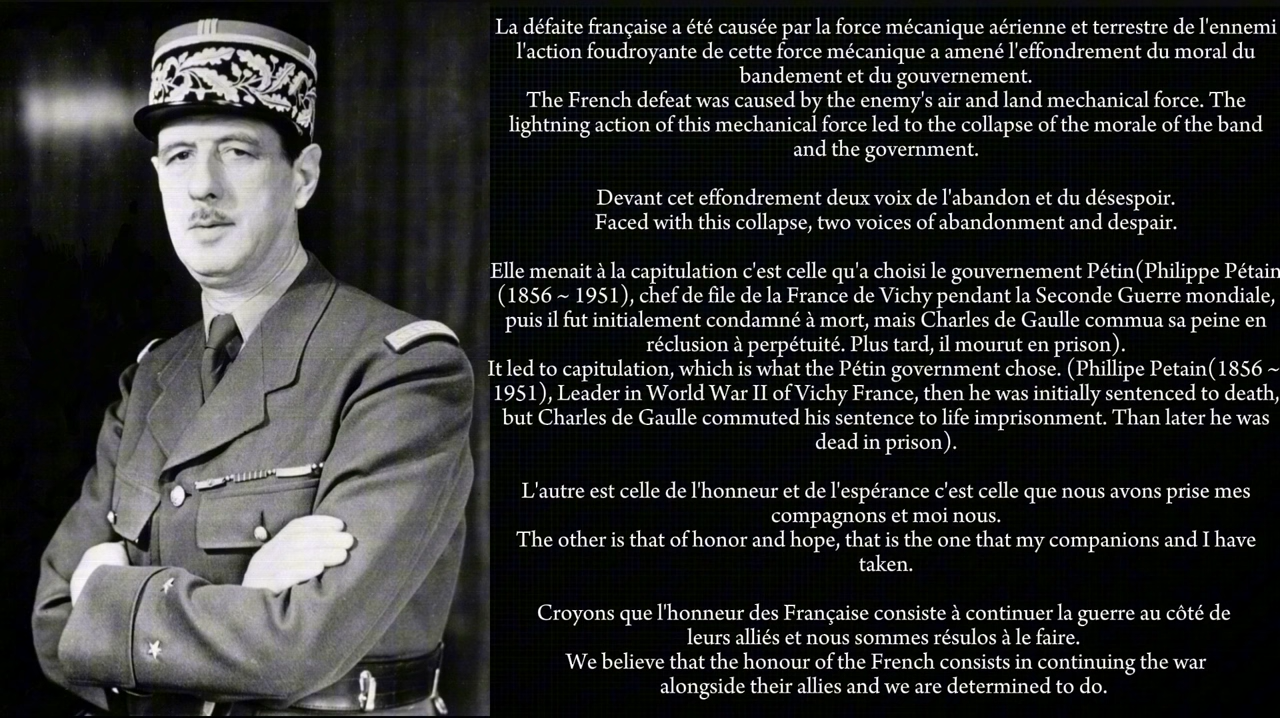 La défaite française a été causée par la force mécanique aérienne et terrestre de l'ennemi
l'action foudroyante de cette force mécanique a amené l'effondrement du moral du
bandement et du gouvernement.
The French defeat was caused by the enemy's air and land mechanical force. The
lightning action of this mechanical force led to the collapse of the morale of the band
and the government.
Devant cet effondrement deux voix de l'abandon et du désespoir.
Faced with this collapse, two voices of abandonment and despair.
Elle menait à la capitulation c'est celle qu'a choisi le gouvernement Pétin(Philippe Pétain
(1856 ~ 1951), chef de file de la France de Vichy pendant la Seconde Guerre mondiale,
puis il fut initialement condamné à mort, mais Charles de Gaulle commua sa peine en
réclusion à perpétuité. Plus tard, il mourut en prison).
It led to capitulation, which is what the Pétin government chose. (Phillipe Petain(1856 ~
1951), Leader in World War II of Vichy France, then he was initially sentenced to death,
but Charles de Gaulle commuted his sentence to life imprisonment. Than later he was
dead in prison).
L'autre est celle de l'honneur et de l'espérance c'est celle que nous avons prise mes
compagnons et moi nous.
The other is that of honor and hope, that is the one that my companions and I have
taken.
Croyons que l'honneur des Française consiste à continuer la guerre au côté de
leurs alliés et nous sommes résulos à le faire.
We believe that the honour of the French consists in continuing the war
alongside their allies and we are determined to do.